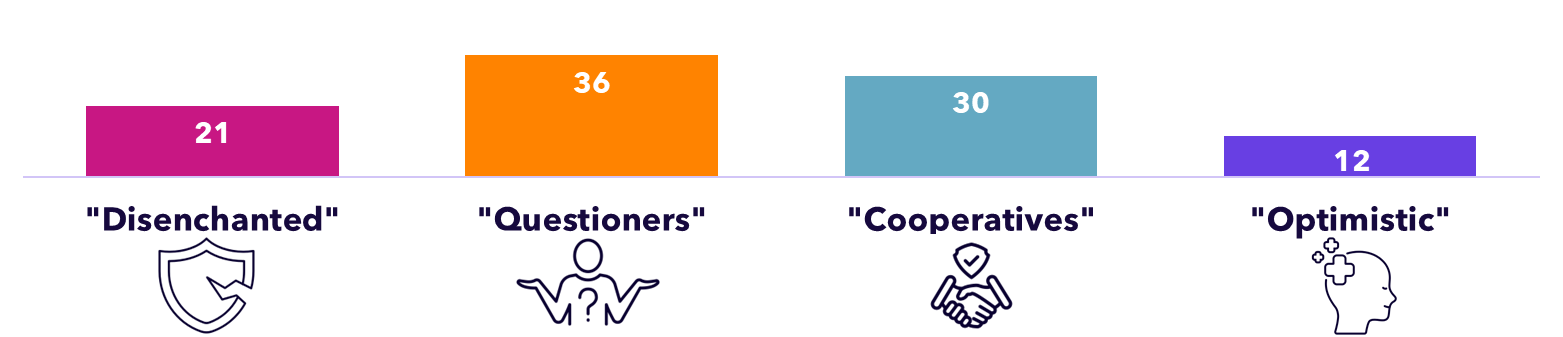 21
36
30
12
"Disenchanted"
"Questioners"
"Cooperatives"
"Optimistic"
?